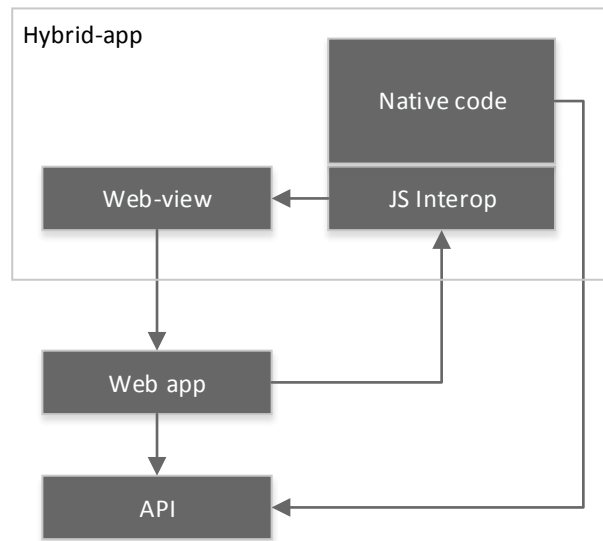 Hybrid-app
Native code
Web-view
JS Interop
Web app
API